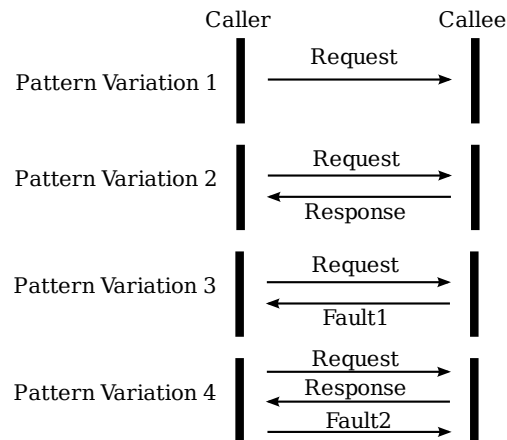 Caller Callee
Request
Pattern Variation 1
Request
Pattern Variation 2
Response
Request
Pattern Variation 3
Fault1
Request
Pattern Variation 4
Response
Fault2